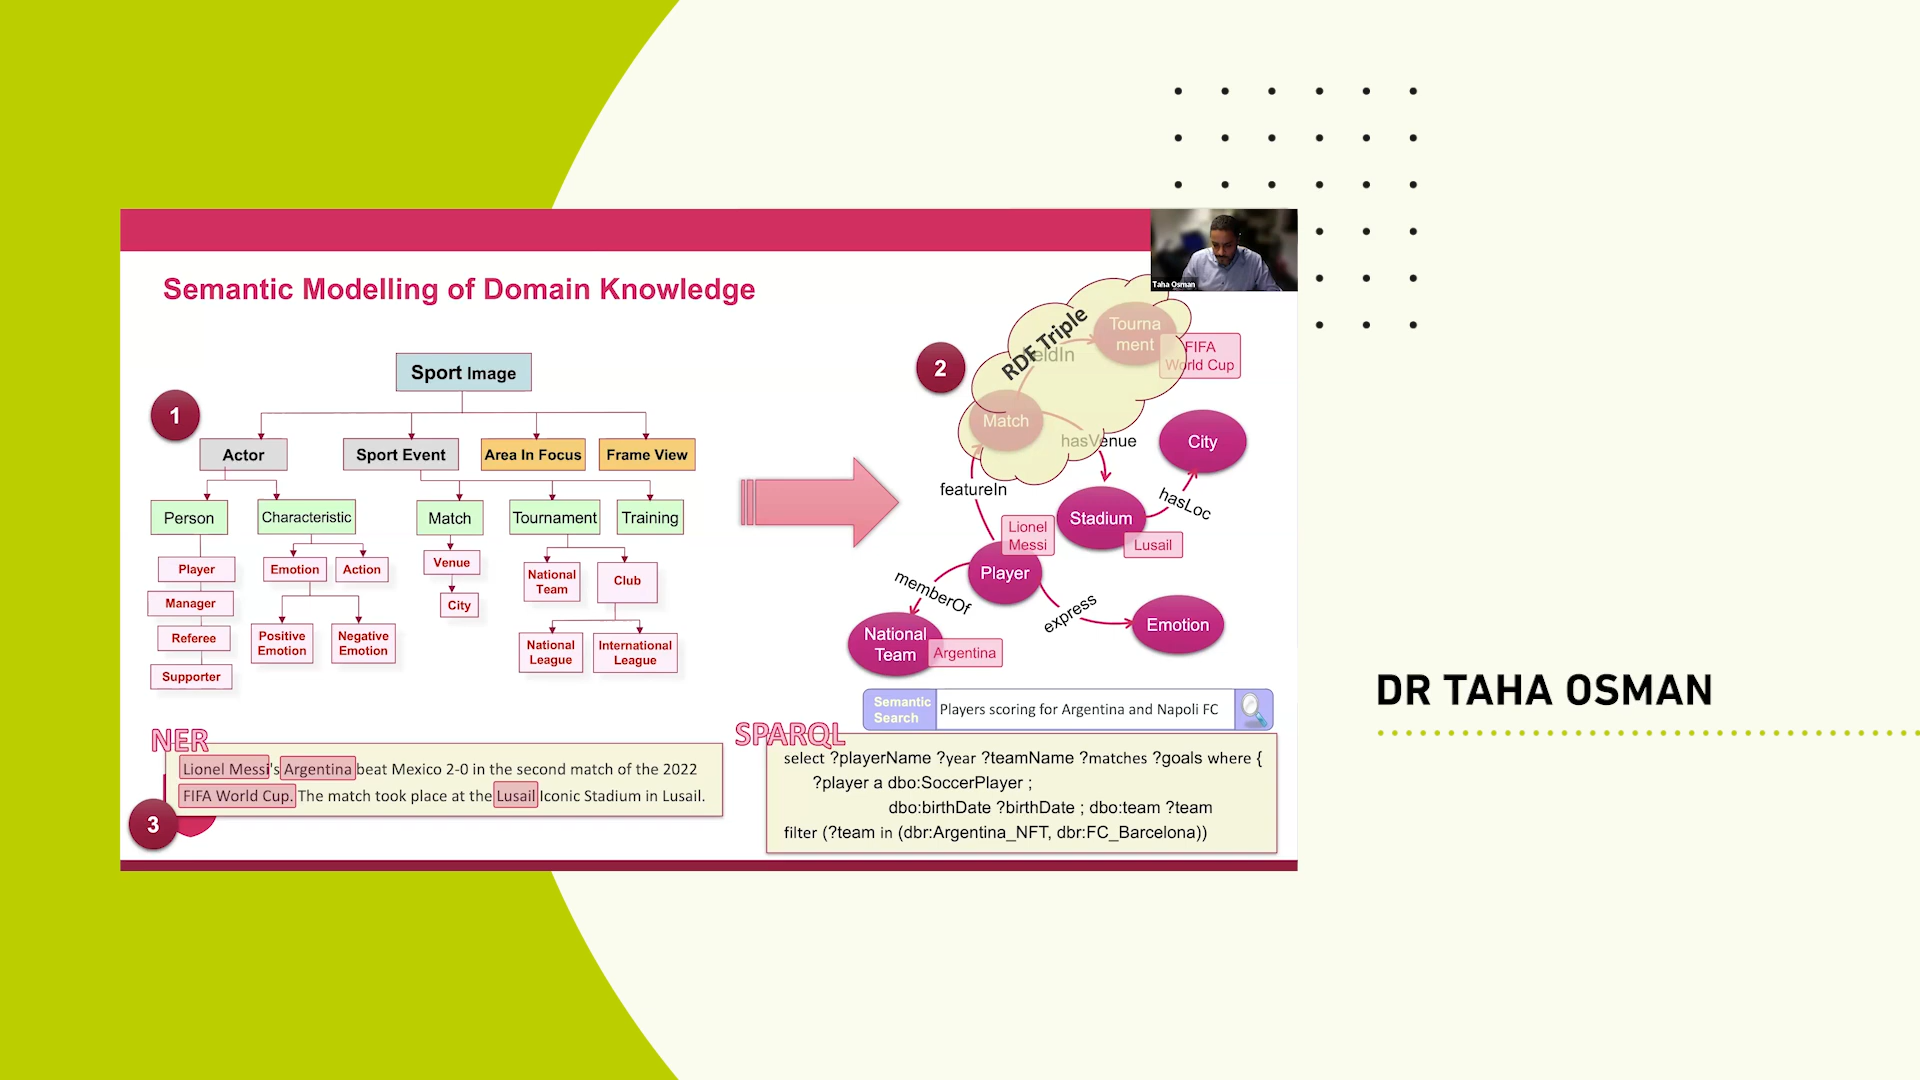 Semantic Modelling of Domain Knowledge
Taha Osman
1
Sport Image
Actor
Sport Event
Area In Focus
Frame View
Person
Characteristic
Match
Tournament
Training
Player
Emotion
Action
Venue
National
Team
Club
Manager
City
Referee
Positive
Emotion
Negative
Emotion
National
League
International
League
Supporter
2
RDF Triple
Tourna
ment
FIFA
World Cup
Match
hasVenue
City
featureIn
hasLoc
Stadium
Lusail
Lionel
Messi
Player
memberOf
express
Emotion
National
Team
Argentina
Semantic
Search
Players scoring for Argentina and Napoli FC
NER
Lionel Messi's Argentina beat Mexico 2-0 in the second match of the 2022
FIFA World Cup. The match took place at the Lusail Iconic Stadium in Lusail.
3
SPARQL
select ?playerName ?year ?teamName ?matches ?goals where {
?player a dbo:SoccerPlayer ;
dbo:birthDate ?birthDate ; dbo:team ?team
filter (?team in (dbr:Argentina_NFT, dbr:FC_Barcelona))
DR TAHA OSMAN